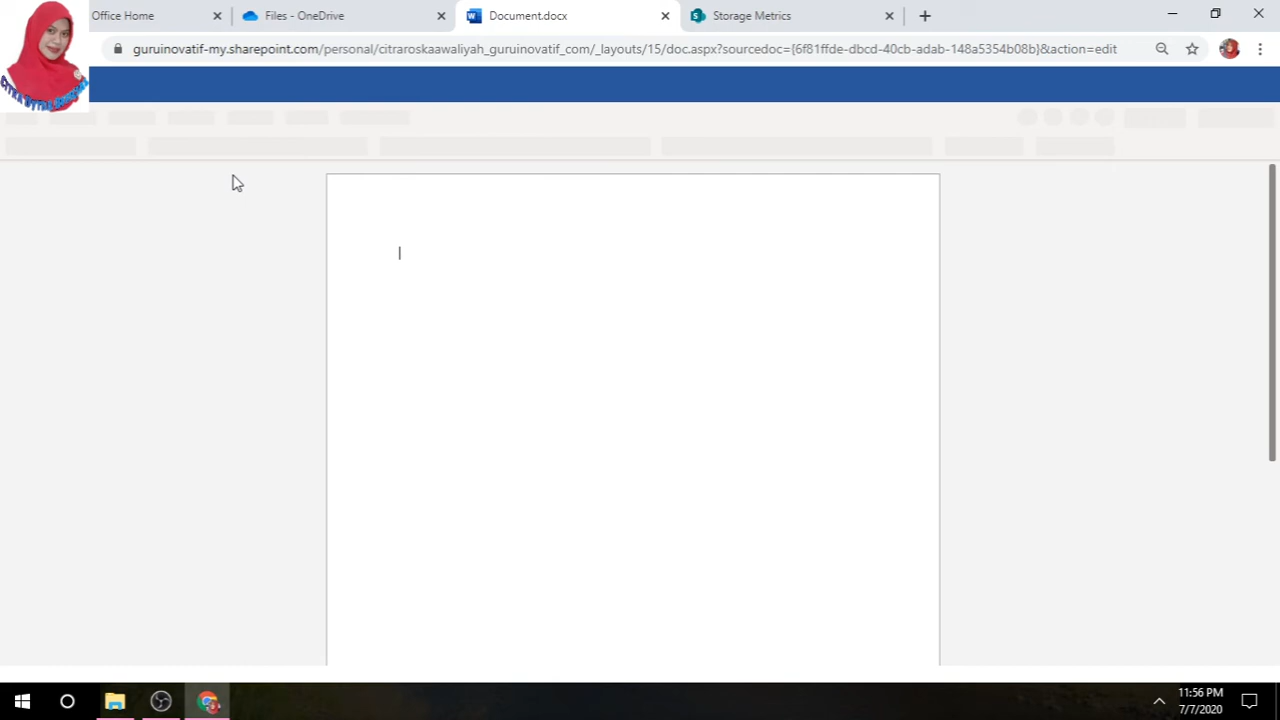 Office Home
Files - OneDrive
Document.docx
Storage Metrics
guruinovatif-my.sharepoint.com/personal/citraroskaawaliyah_guruinovatif_com/_layouts/15/doc.aspx?sourcedoc={6f81ffde-dbcd-40cb-adab-148a5354b08b}&action=edit
11:56 PM
7/7/2020